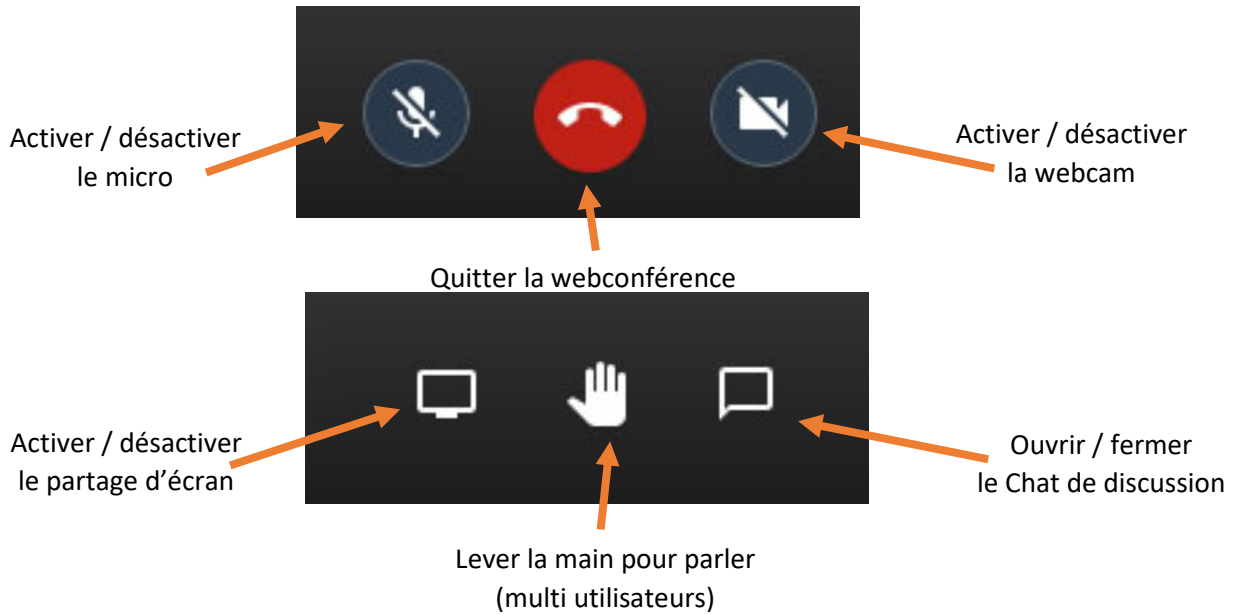 Activer / désactiver
le micro
Activer / désactiver
la webcam
Quitter la webconférence
Activer / désactiver
le partage d’écran
Ouvrir / fermer
le Chat de discussion
Lever la main pour parler
(multi utilisateurs)